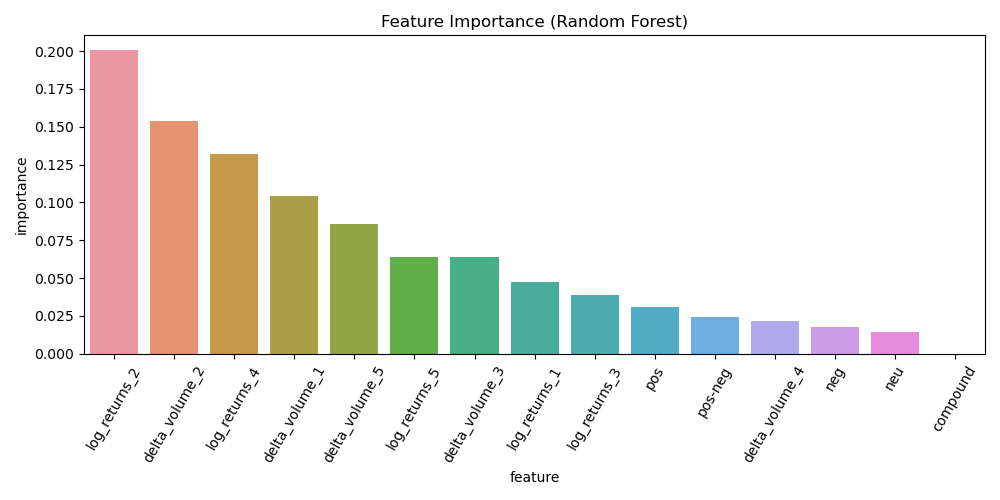 Feature Importance (Random Forest)
importance
0.200
0.175
0.150
0.125
0.100
0.075
0.050
0.025
0.000
log_returns_2
delta_volume_2
log_returns_4
delta_volume_1
delta_volume_5
log_returns_5
delta_volume_3
log_returns_1
log_returns_3
pos
pos-neg
delta_volume_4
neg
neu
compound
feature